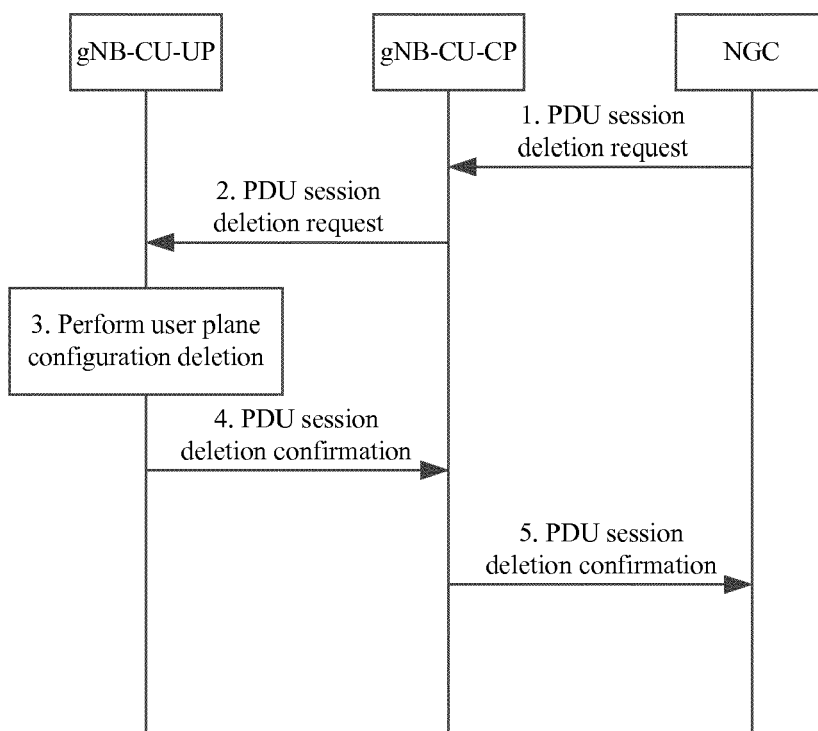 gNB-CU-UP
gNB-CU-CP
NGC
1. PDU session
deletion request
2. PDU session
deletion request
3. Perform user plane
configuration deletion
4. PDU session
deletion confirmation
5. PDU session
deletion confirmation